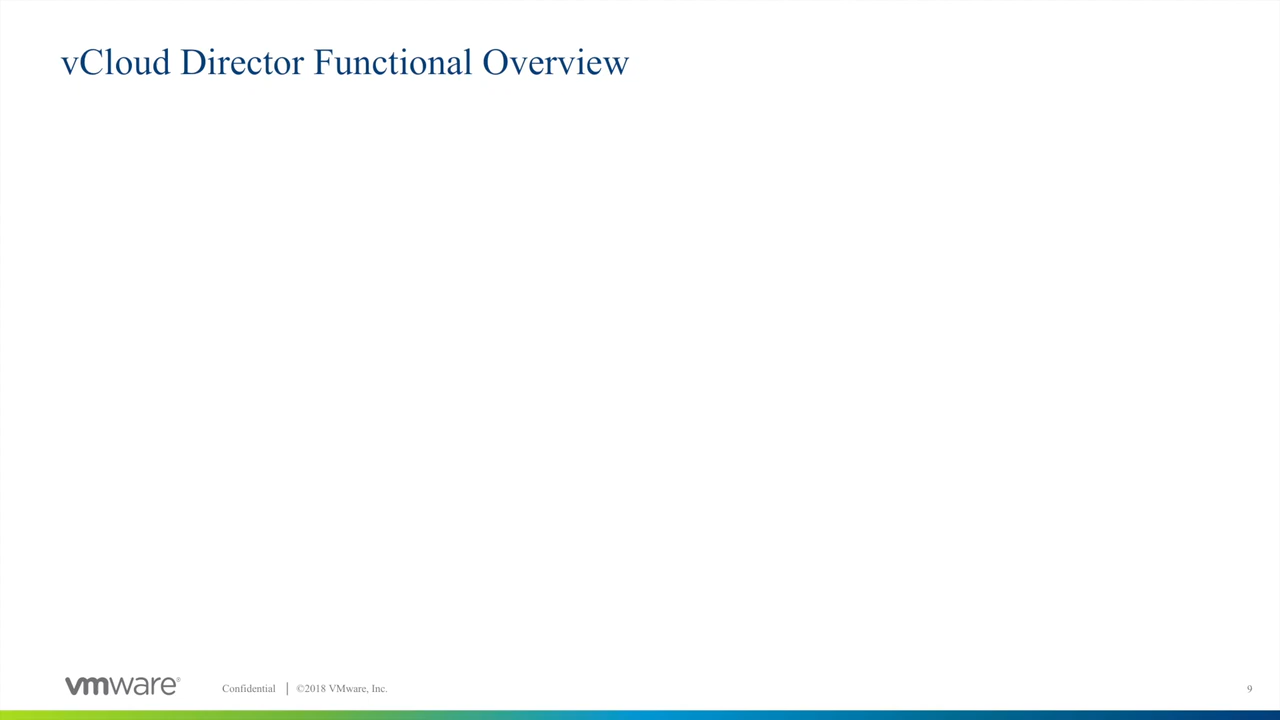 vCloud Director Functional Overview
vmware®
Confidential | ©2018 VMware, Inc.
9